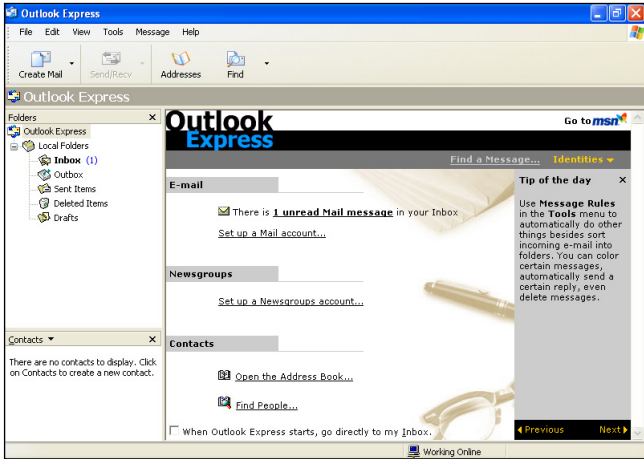 Outlook Express
File Edit View Tools Message Help
Create Mail Send/Recv Addresses Find
Outlook Express
Folders
Outlook Express
Local Folders
Inbox (1)
Outbox
Sent Items
Deleted Items
Drafts
Contacts
There are no contacts to display. Click
on Contacts to create a new contact.
Outlook
Express
Go to msn
Find a Message... Identities
E-mail
There is 1 unread Mail message in your Inbox
Set up a Mail account...
Newsgroups
Set up a Newsgroups account...
Contacts
Open the Address Book...
Find People...
When Outlook Express starts, go directly to my Inbox.
Tip of the day
Use Message Rules
in the Tools menu to
automatically do other
things besides sort
incoming e-mail into
folders. You can color
certain messages,
automatically send a
certain reply, even
delete messages.
Previous Next
Working Online